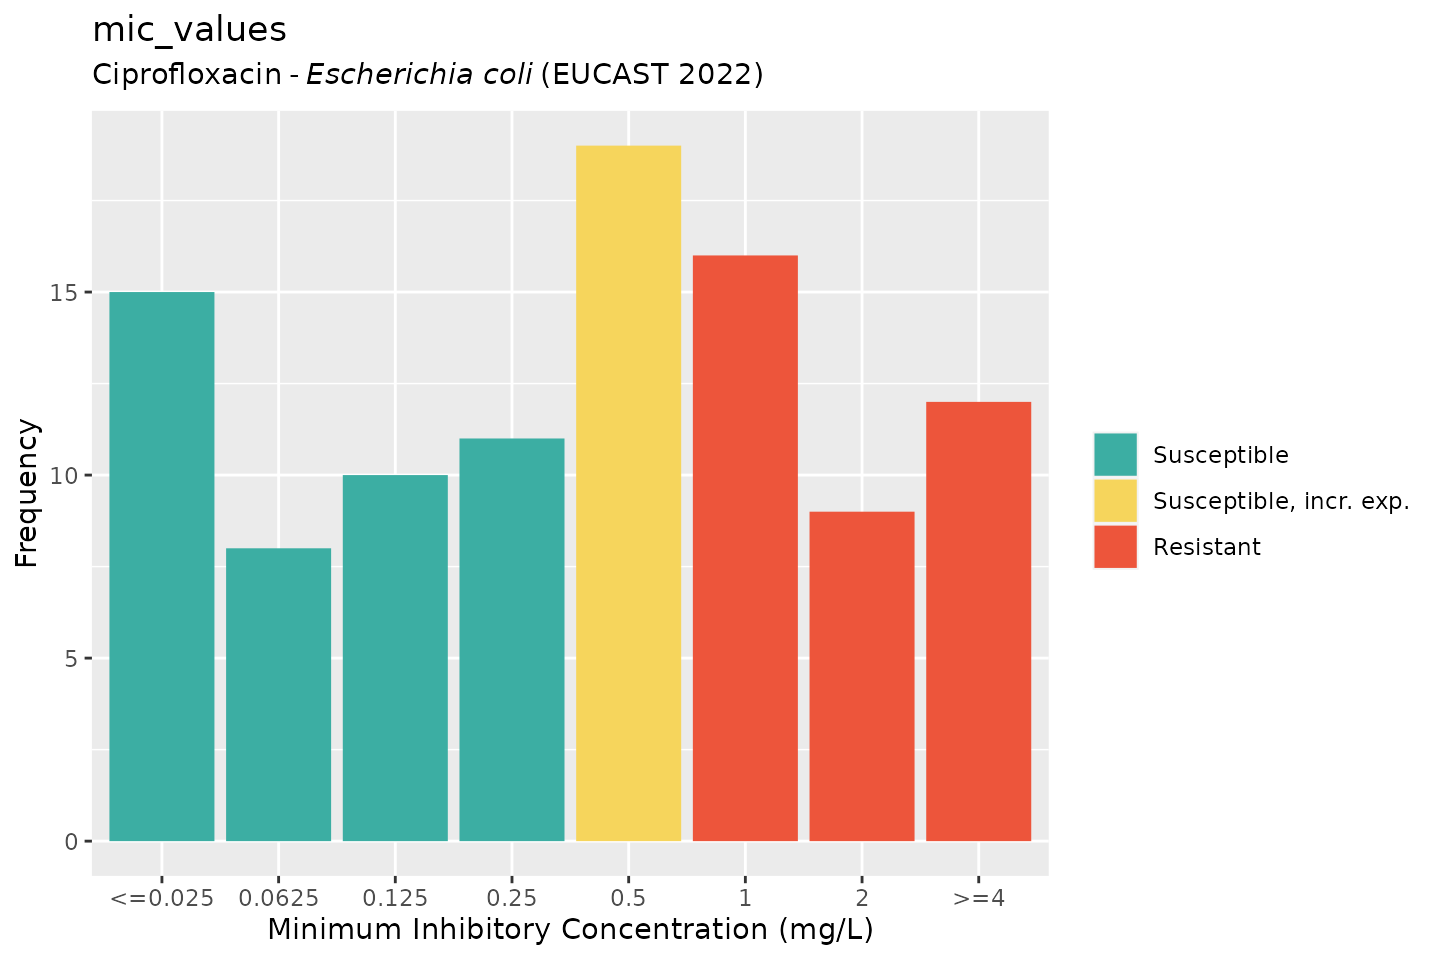 mic_values
Ciprofloxacin - Escherichia coli (EUCAST 2022)
Frequency
15
10
5
0
<=0.025 0.0625 0.125 0.25 0.5 1 2 >=4
Minimum Inhibitory Concentration (mg/L)
Susceptible
Susceptible, incr. exp.
Resistant